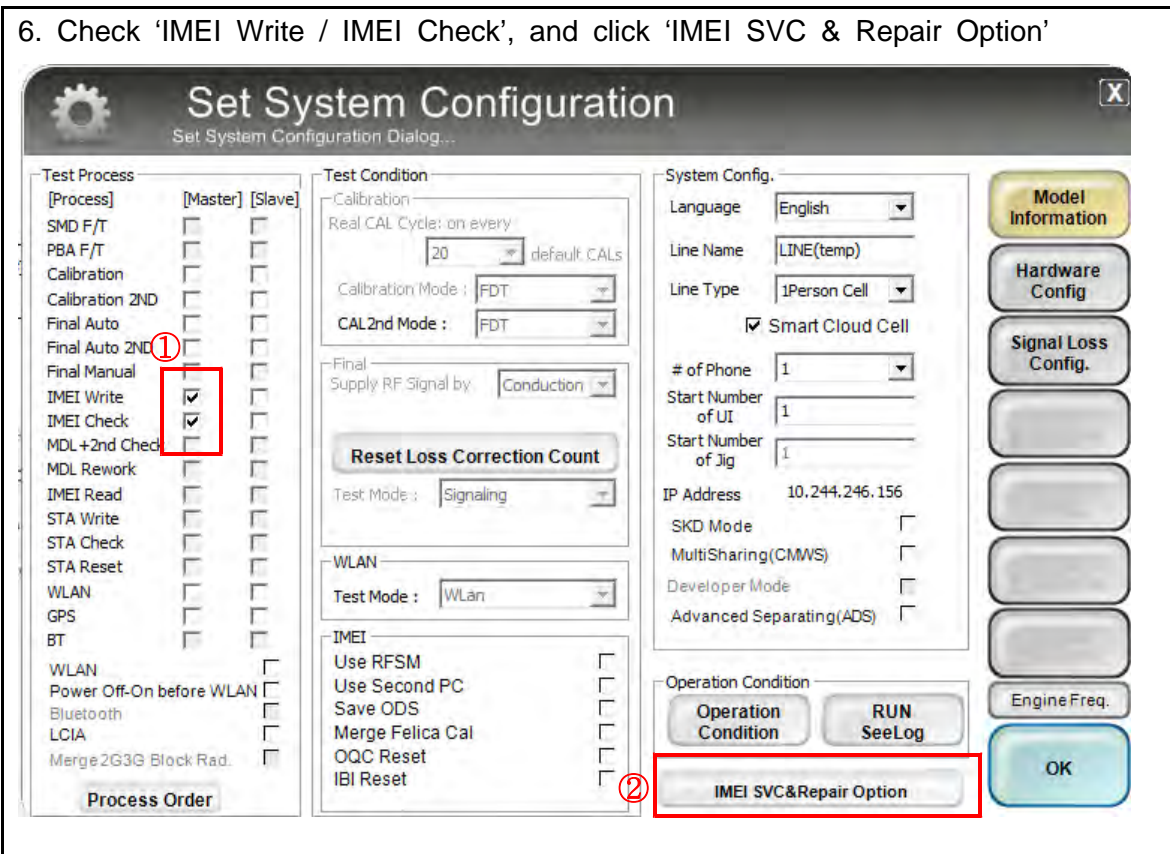 6. Check ‘IMEI Write / IMEI Check’, and click ‘IMEI SVC & Repair Option’
Set System Configuration
X
Set System Configuration Dialog...
Test Process
[Process] [Master] [Slave]
SMD F/T
PBA F/T
Calibration
Calibration 2ND
Final Auto
Final Auto 2ND
①
Final Manual
IMEI Write
IMEI Check
MDL+2nd Check
MDL Rework
IMEI Read
STA Write
STA Check
STA Reset
WLAN
GPS
BT
WLAN
Power Off-On before WLAN
Bluetooth
LCIA
Merge2G3G Block Rad.
Process Order
Test Condition
Calibration
Real CAL Cycle: on every
20 default CALs
Calibration Mode : FDT
CAL2nd Mode : FDT
Final
Supply RF Signal by Conduction
Reset Loss Correction Count
Test Mode : Signaling
WLAN
Test Mode : WLan
IMEI
Use RFSM
Use Second PC
Save ODS
Merge Felica Cal
OQC Reset
IBI Reset
System Config.
Language English
Line Name LINE(temp)
Line Type 1Person Cell
Smart Cloud Cell
# of Phone 1
Start Number
of UI 1
Start Number
of Jig 1
IP Address 10.244.246.156
SKD Mode
MultiSharing(CMWS)
Developer Mode
Advanced Separating(ADS)
Operation Condition
Operation
Condition
RUN
SeeLog
②
IMEI SVC&Repair Option
Model
Information
Hardware
Config
Signal Loss
Config.
Engine Freq.
OK